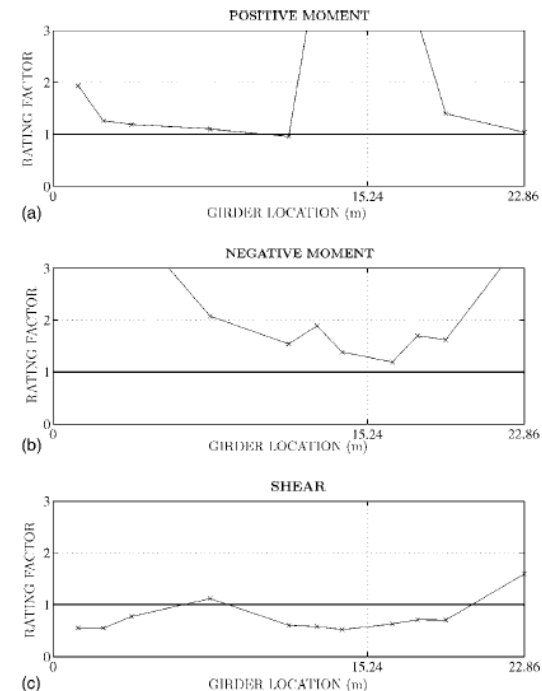 POSITIVE MOMENT
3
2
1
0
RATING FACTOR
0
15.24
22.86
(a)
GIRDER LOCATION (m)
NEGATIVE MOMENT
3
2
1
0
RATING FACTOR
0
15.24
22.86
(b)
GIRDER LOCATION (m)
SHEAR
3
2
1
0
RATING FACTOR
0
15.24
22.86
(c)
GIRDER LOCATION (m)